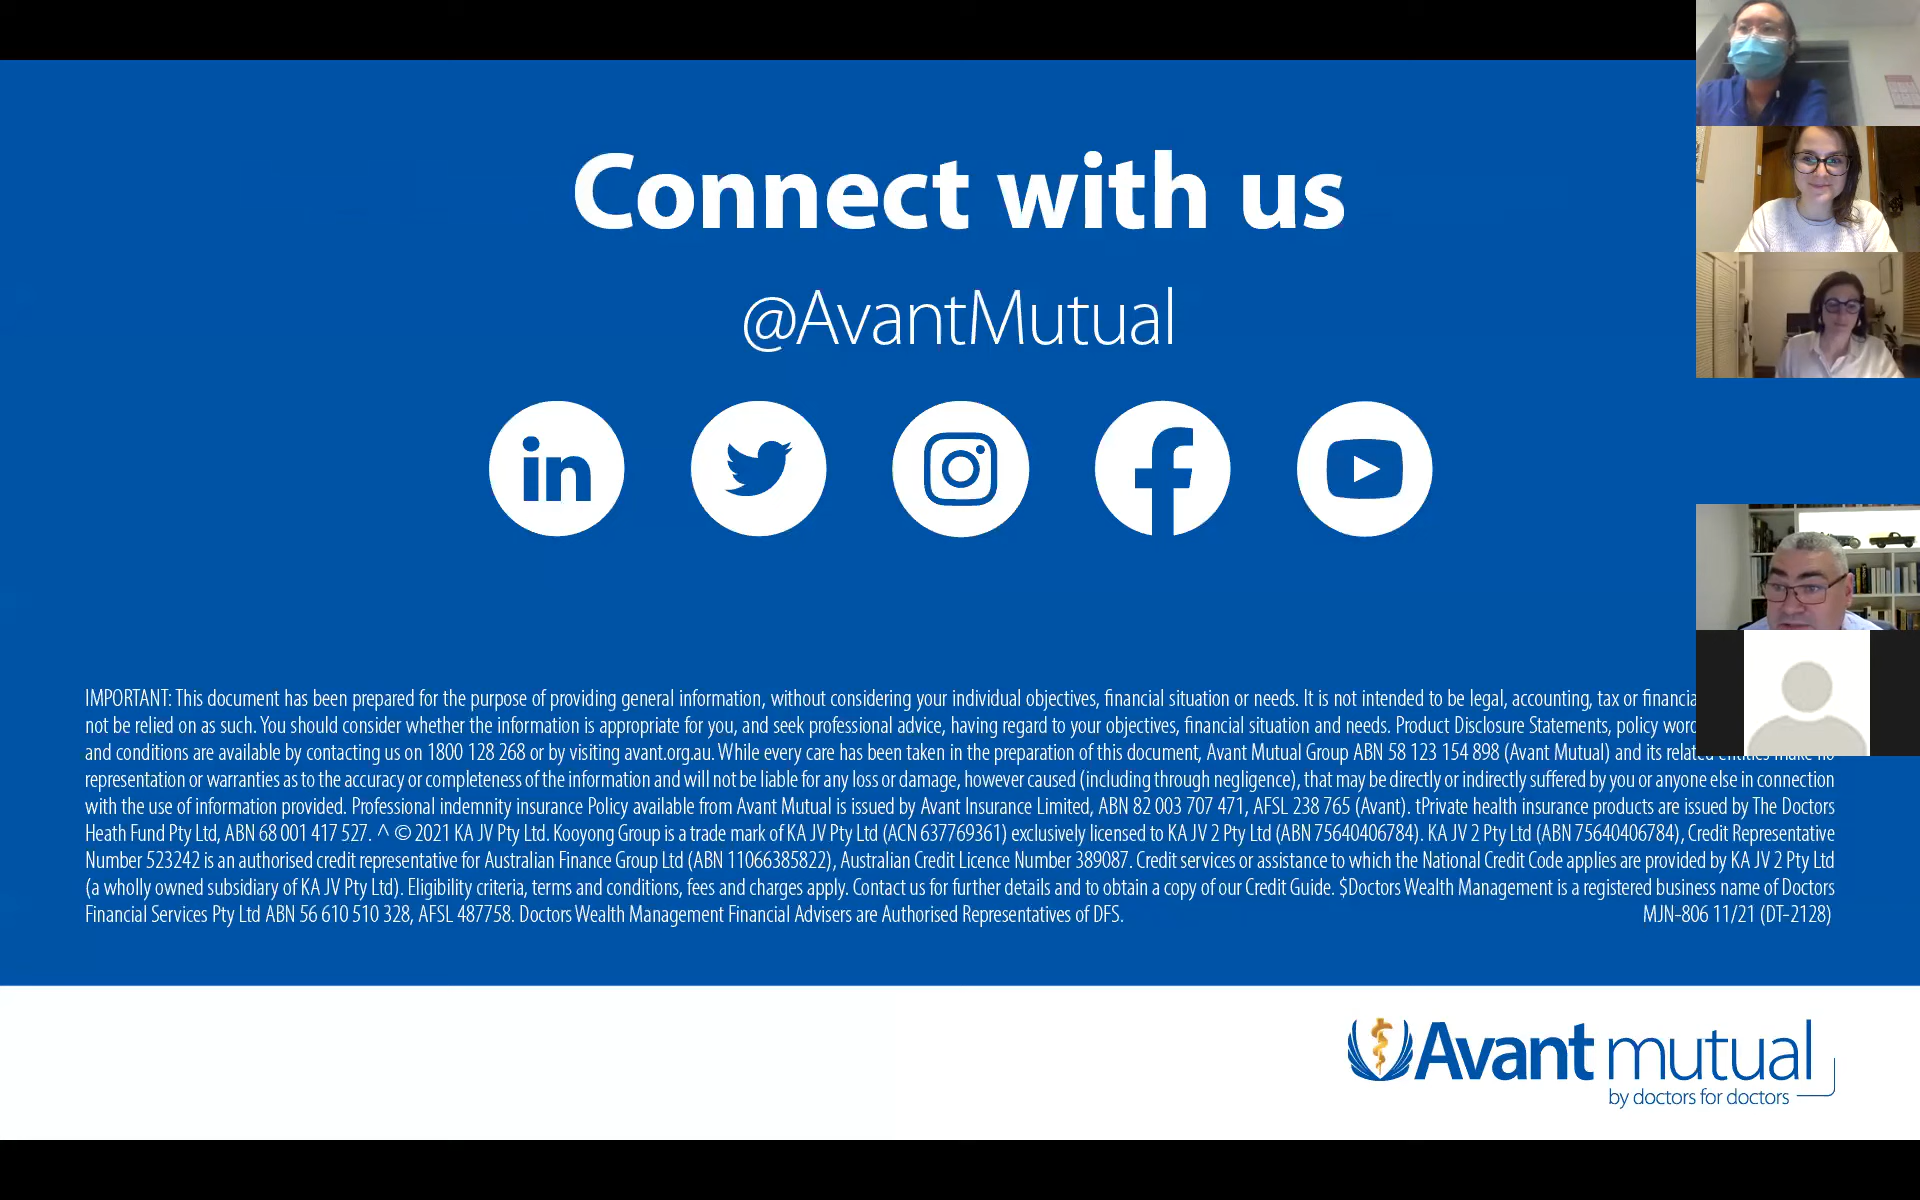 Connect with us
@AvantMutual
in
IMPORTANT: This document has been prepared for the purpose of providing general information, without considering your individual objectives, financial situation or needs. It is not intended to be legal, accounting, tax or financia
not be relied on as such. You should consider whether the information is appropriate for you, and seek professional advice, having regard to your objectives, financial situation and needs. Product Disclosure Statements, policy word
and conditions are available by contacting us on 1800 128 268 or by visiting avant.org.au. While every care has been taken in the preparation of this document, Avant Mutual Group ABN 58 123 154 898 (Avant Mutual) and its related entities make no
representation or warranties as to the accuracy or completeness of the information and will not be liable for any loss or damage, however caused (including through negligence), that may be directly or indirectly suffered by you or anyone else in connection
with the use of information provided. Professional indemnity insurance Policy available from Avant Mutual is issued by Avant Insurance Limited, ABN 82 003 707 471, AFSL 238 765 (Avant). tPrivate health insurance products are issued by The Doctors
Heath Fund Pty Ltd, ABN 68 001 417 527. ^ © 2021 KA JV Pty Ltd. Kooyong Group is a trade mark of KA JV Pty Ltd (ACN 637769361) exclusively licensed to KA JV 2 Pty Ltd (ABN 75640406784). KA JV 2 Pty Ltd (ABN 75640406784), Credit Representative
Number 523242 is an authorised credit representative for Australian Finance Group Ltd (ABN 11066385822), Australian Credit Licence Number 389087. Credit services or assistance to which the National Credit Code applies are provided by KA JV 2 Pty Ltd
(a wholly owned subsidiary of KA JV Pty Ltd). Eligibility criteria, terms and conditions, fees and charges apply. Contact us for further details and to obtain a copy of our Credit Guide. $Doctors Wealth Management is a registered business name of Doctors
Financial Services Pty Ltd ABN 56 610 510 328, AFSL 487758. Doctors Wealth Management Financial Advisers are Authorised Representatives of DFS.
MJN-806 11/21 (DT-2128)
Avant mutual
by doctors for doctors